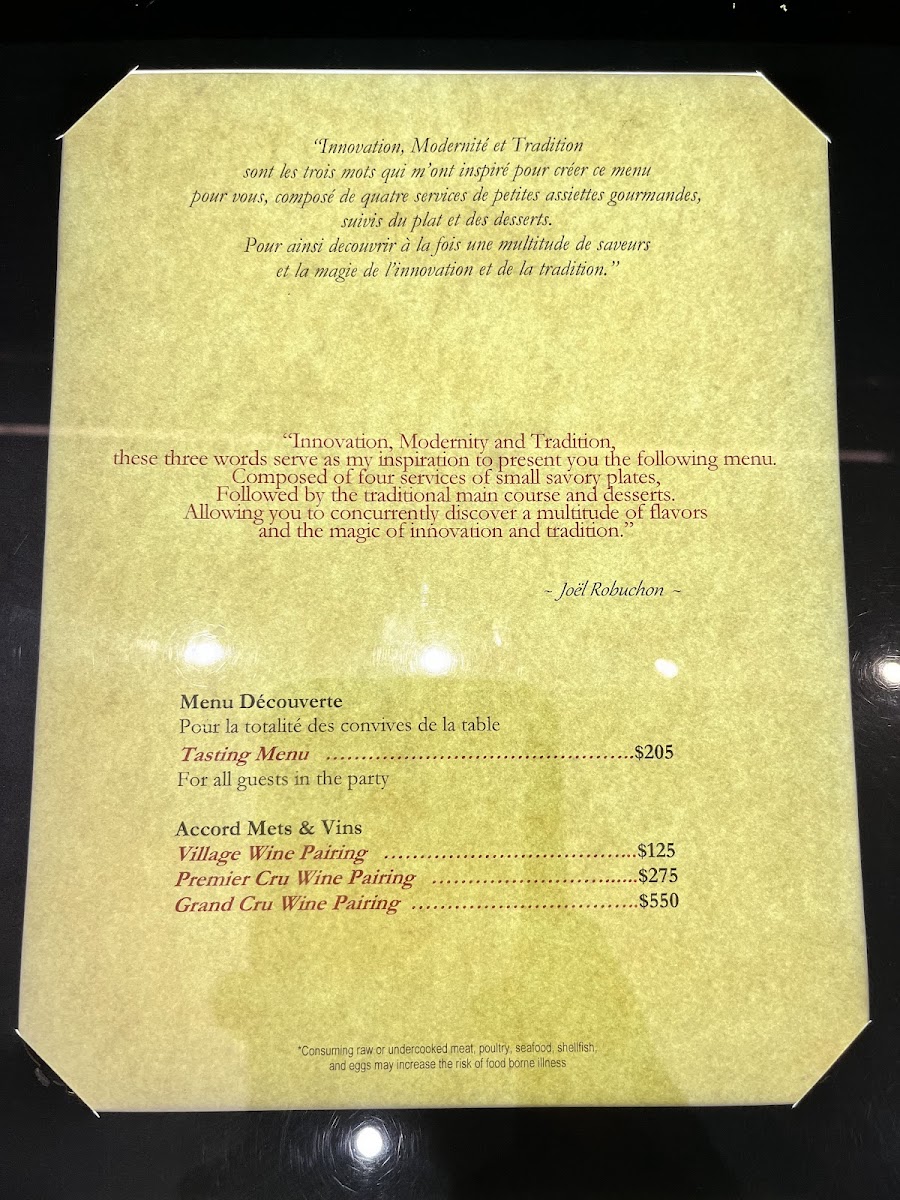 “Innovation, Modernité et Tradition
sont les trois mots qui m’ont inspiré pour créer ce menu
pour vous, composé de quatre services de petites assiettes gourmandes,
suivis du plat et des desserts.
Pour ainsi decouvrir à la fois une multitude de saveurs
et la magie de l’innovation et de la tradition.”
“Innovation, Modernity and Tradition,
these three words serve as my inspiration to present you the following menu.
Composed of four services of small savory plates,
Followed by the traditional main course and desserts.
Allowing you to concurrently discover a multitude of flavors
and the magic of innovation and tradition.”
~ Joël Robuchon ~
Menu Découverte
Pour la totalité des convives de la table
Tasting Menu ……………………………………..$205
For all guests in the party
Accord Mets & Vins
Village Wine Pairing ……………………………...$125
Premier Cru Wine Pairing ……………………......$275
Grand Cru Wine Pairing …………………………..$550
*Consuming raw or undercooked meat, poultry, seafood, shellfish,
and eggs may increase the risk of food borne illness